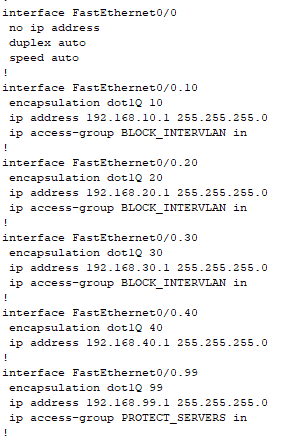 !
interface FastEthernet0/0
 no ip address
 duplex auto
 speed auto
!
interface FastEthernet0/0.10
 encapsulation dot1Q 10
 ip address 192.168.10.1 255.255.255.0
 ip access-group BLOCK_INTERVLAN in
!
interface FastEthernet0/0.20
 encapsulation dot1Q 20
 ip address 192.168.20.1 255.255.255.0
 ip access-group BLOCK_INTERVLAN in
!
interface FastEthernet0/0.30
 encapsulation dot1Q 30
 ip address 192.168.30.1 255.255.255.0
 ip access-group BLOCK_INTERVLAN in
!
interface FastEthernet0/0.40
 encapsulation dot1Q 40
 ip address 192.168.40.1 255.255.255.0
!
interface FastEthernet0/0.99
 encapsulation dot1Q 99
 ip address 192.168.99.1 255.255.255.0
 ip access-group PROTECT_SERVERS in
!